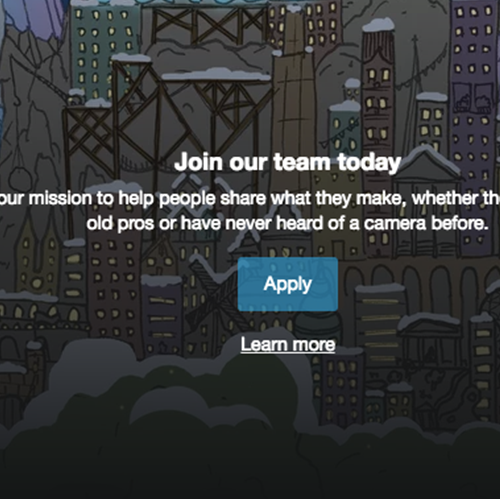 Join our team today
our mission to help people share what they make, whether
old pros or have never heard of a camera before.
Apply
Learn more